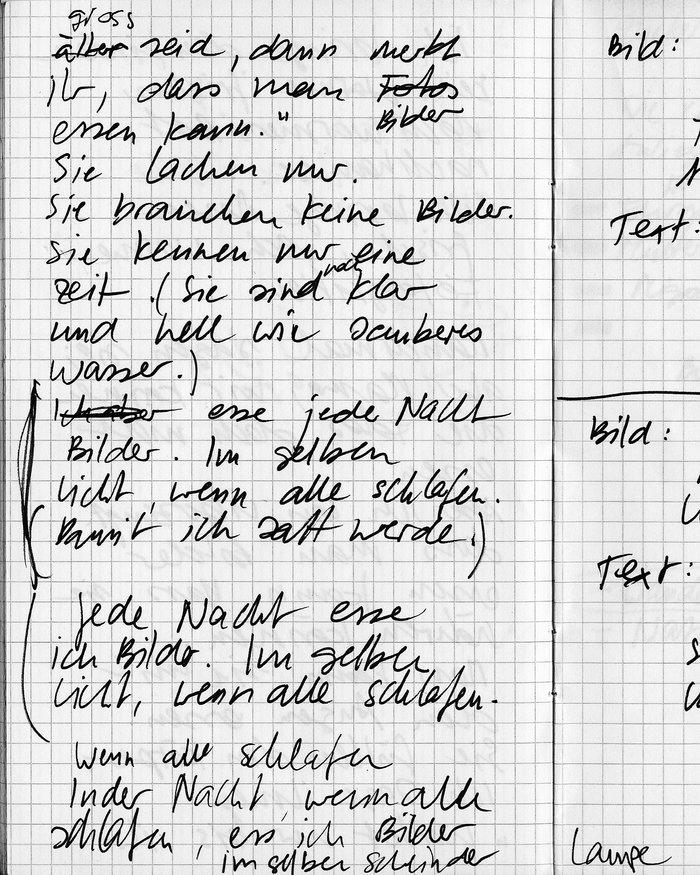 gross
älter seid, dann merkt
ihr, dass man Fotos
Bilder
essen kann."
Sie lachen nur.
Sie brauchen keine Bilder.
Sie kennen nur eine
zeit. (Sie sind noch klar
und hell wie sauberes
Wasser.)
Ich aber esse jede Nacht
Bilder. Im gelben
Licht, wenn alle schlafen.
Damit ich satt werde.)
Jede Nacht esse
ich Bilder. Im gelben
Licht, wenn alle schlafen.
Wenn alle schlafen
In der Nacht, wenn alle
schlafen, ess ich Bilder
im selber
Bild:
Text:
Bild:
Text:
Lampe